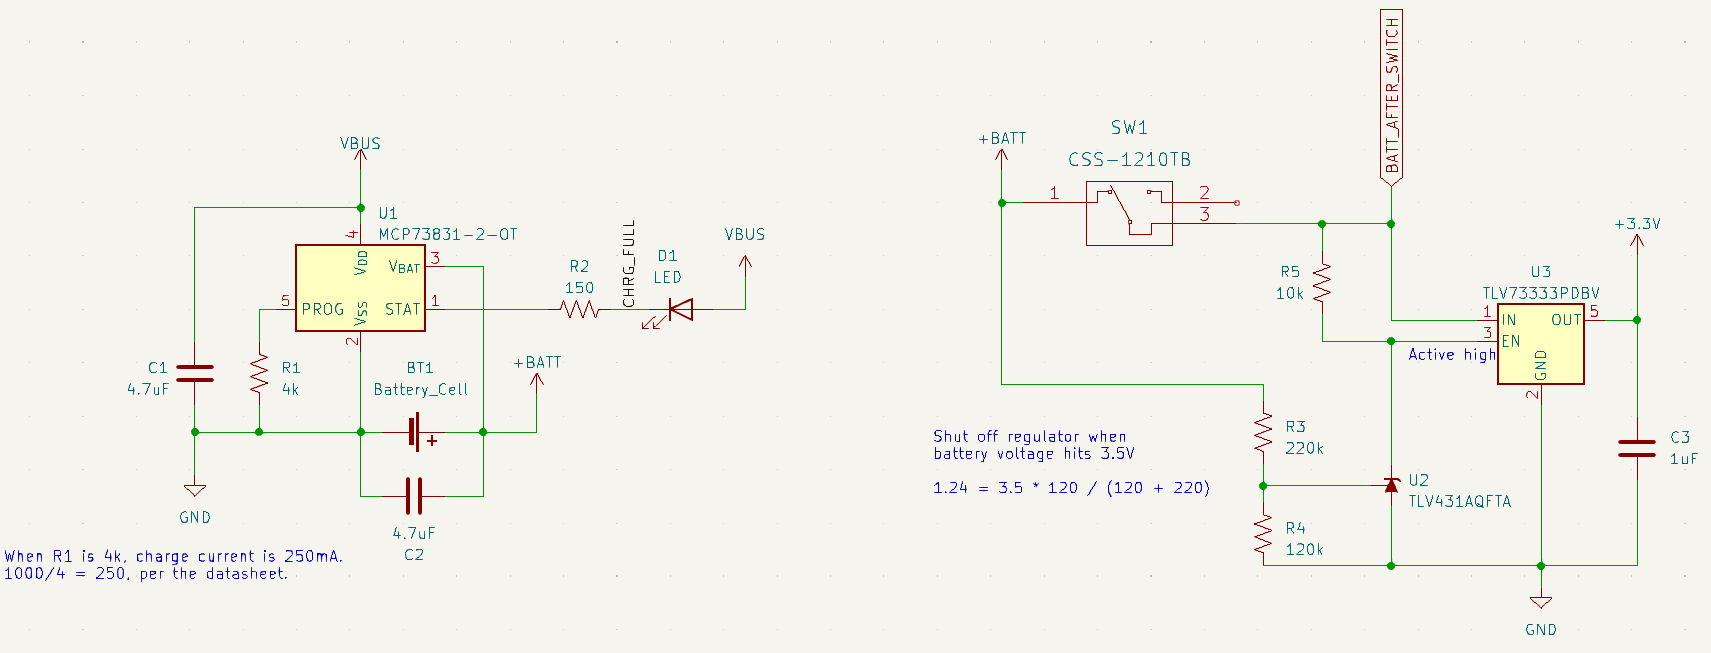 VBUS
U1
MCP73831-2-OT
4
VDD
VBAT
3
5
PROG
VSS
STAT
1
2
R2
150
CHRG_FULL
D1
LED
VBUS
C1
4.7uF
R1
4k
BT1
Battery_Cell
+
+BATT
4.7uF
C2
GND
When R1 is 4k, charge current is 250mA.
1000/4 = 250, per the datasheet.
+BATT
SW1
CSS-1210TB
1
2
3
BATT_AFTER_SWITCH
R5
10k
+3.3V
U3
TLV73333PDBV
1
IN
OUT
5
3
EN
Active high
GND
2
Shut off regulator when
battery voltage hits 3.5V
1.24 = 3.5 * 120 / (120 + 220)
R3
220k
U2
TLV431AQFTA
R4
120k
C3
1uF
GND